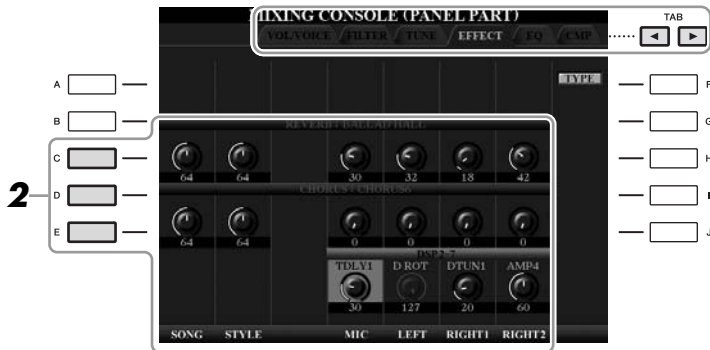 MIXING CONSOLE (PANEL PART)
TAB
VOL/VOICE FILTER TUNE EFFECT EQ CMP
A
TYPE
F
B
REVERB : BALLAD HALL
G
C
64 64 30 32 18 42
H
2
D
CHORUS : CHORUS6
I
E
64 64 0 0 0 0
J
DSP2-7
TDLY1 D ROT DTUN1 AMP4
30 127 20 60
SONG STYLE MIC LEFT RIGHT1 RIGHT2